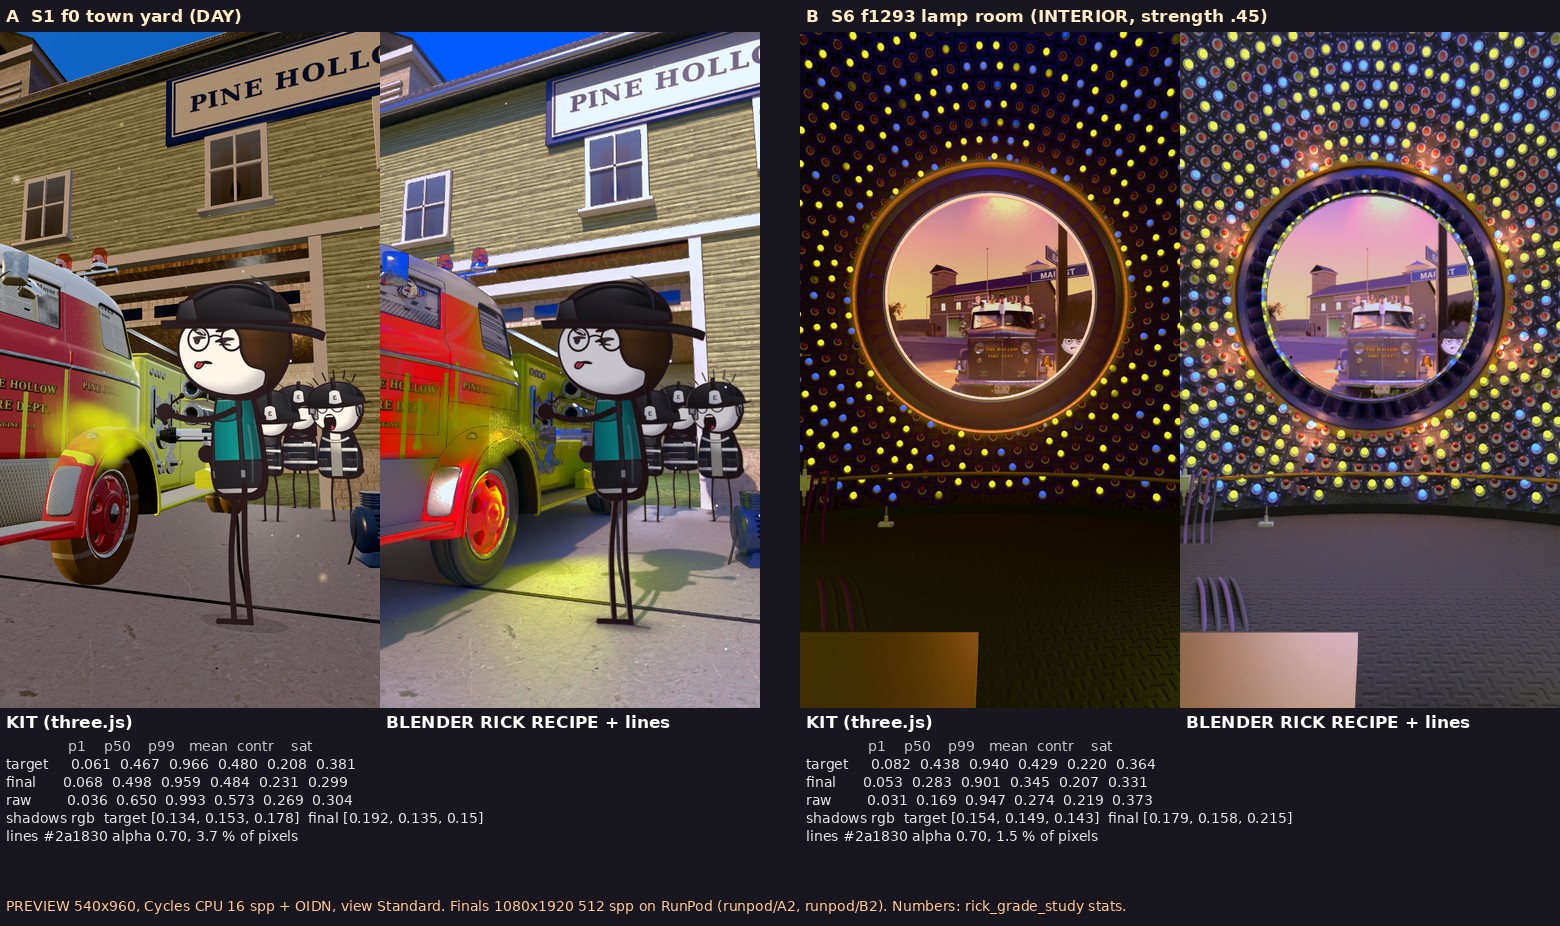 A  S1 f0 town yard (DAY)
B  S6 f1293 lamp room (INTERIOR, strength .45)
PINE HOLLO
PINE HOLLO
E HOLLOW
RE DEPT.
HOLLOW
MAIN ST
MAIN ST
KIT (three.js)
BLENDER RICK RECIPE + lines
KIT (three.js)
BLENDER RICK RECIPE + lines
p1 p50 p99 mean contr sat
target 0.061 0.467 0.966 0.480 0.208 0.381
final 0.068 0.498 0.959 0.484 0.231 0.299
raw 0.036 0.650 0.993 0.573 0.269 0.304
shadows rgb target [0.134, 0.153, 0.178] final [0.192, 0.135, 0.15]
lines #2a1830 alpha 0.70, 3.7 % of pixels
p1 p50 p99 mean contr sat
target 0.082 0.438 0.940 0.429 0.220 0.364
final 0.053 0.283 0.901 0.345 0.207 0.331
raw 0.031 0.169 0.947 0.274 0.219 0.373
shadows rgb target [0.154, 0.149, 0.143] final [0.179, 0.158, 0.215]
lines #2a1830 alpha 0.70, 1.5 % of pixels
PREVIEW 540x960, Cycles CPU 16 spp + OIDN, view Standard. Finals 1080x1920 512 spp on RunPod (runpod/A2, runpod/B2). Numbers: rick_grade_study stats.